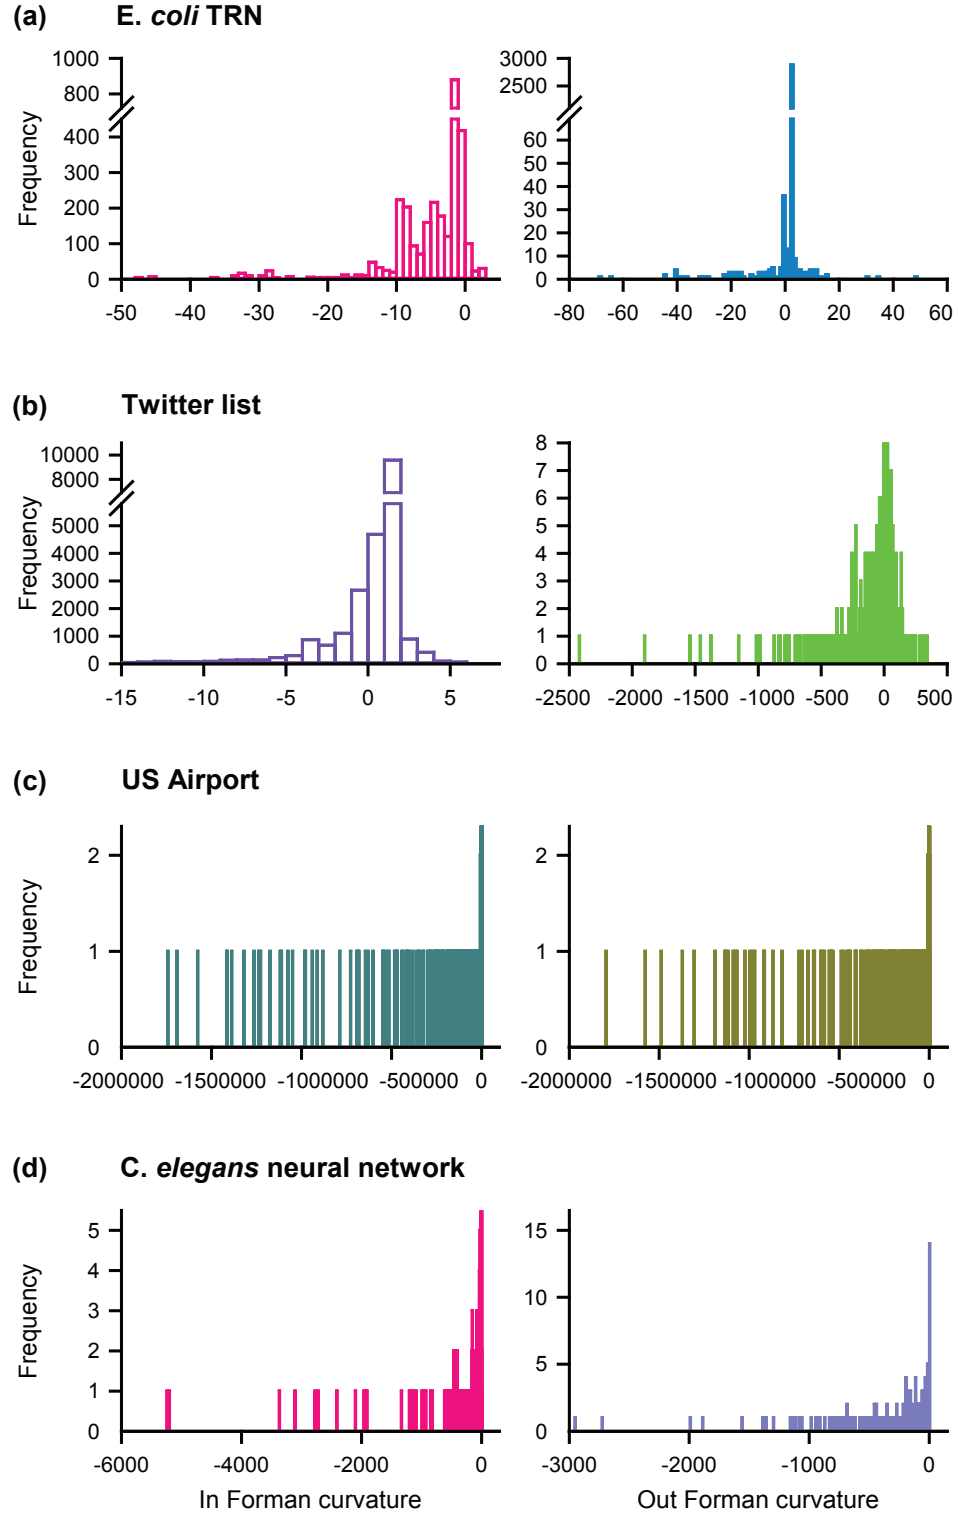 (a) E. coli TRN
1000
800
400
300
200
100
0
Frequency
-50 -40 -30 -20 -10 0
3000
2500
60
50
40
30
20
10
0
-80 -60 -40 -20 0 20 40 60
(b) Twitter list
10000
8000
5000
4000
3000
2000
1000
0
Frequency
-15 -10 -5 0 5
8
7
6
5
4
3
2
1
0
-2500 -2000 -1500 -1000 -500 0 500
(c) US Airport
2
1
0
Frequency
-2000000 -1500000 -1000000 -500000 0
2
1
0
-2000000 -1500000 -1000000 -500000 0
(d) C. elegans neural network
5
4
3
2
1
0
Frequency
-6000 -4000 -2000 0
In Forman curvature
15
10
5
0
-3000 -2000 -1000 0
Out Forman curvature